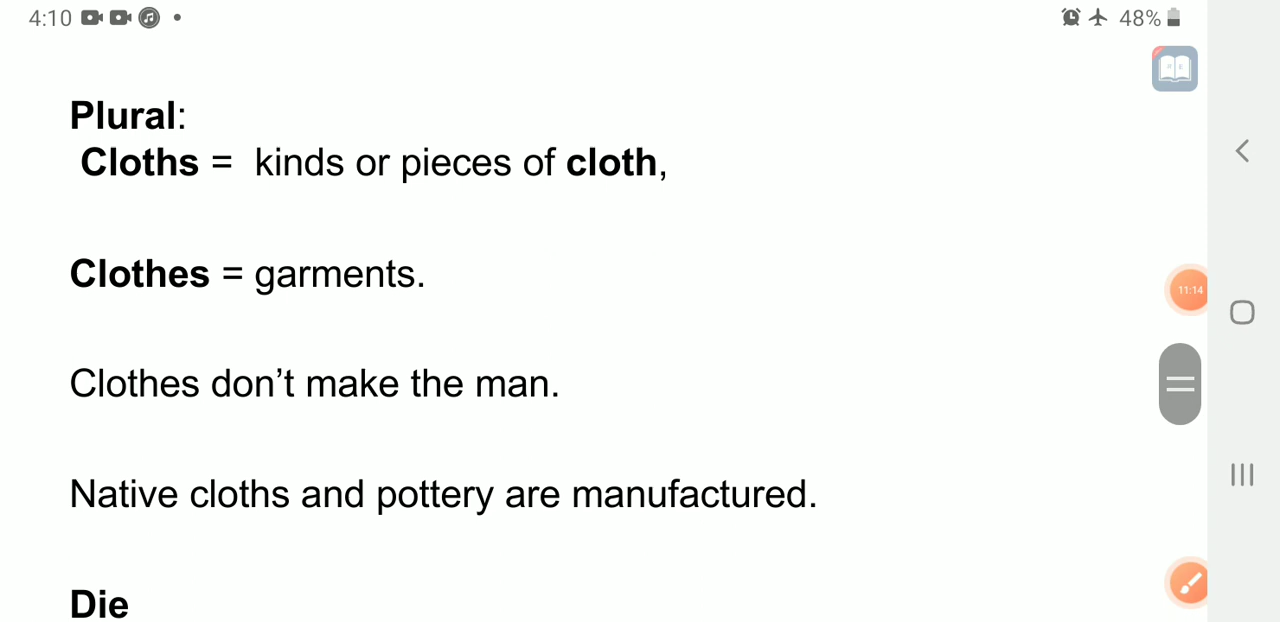 4:10
48%
Plural:
Cloths = kinds or pieces of cloth,
Clothes = garments.
11:14
Clothes don’t make the man.
Native cloths and pottery are manufactured.
Die